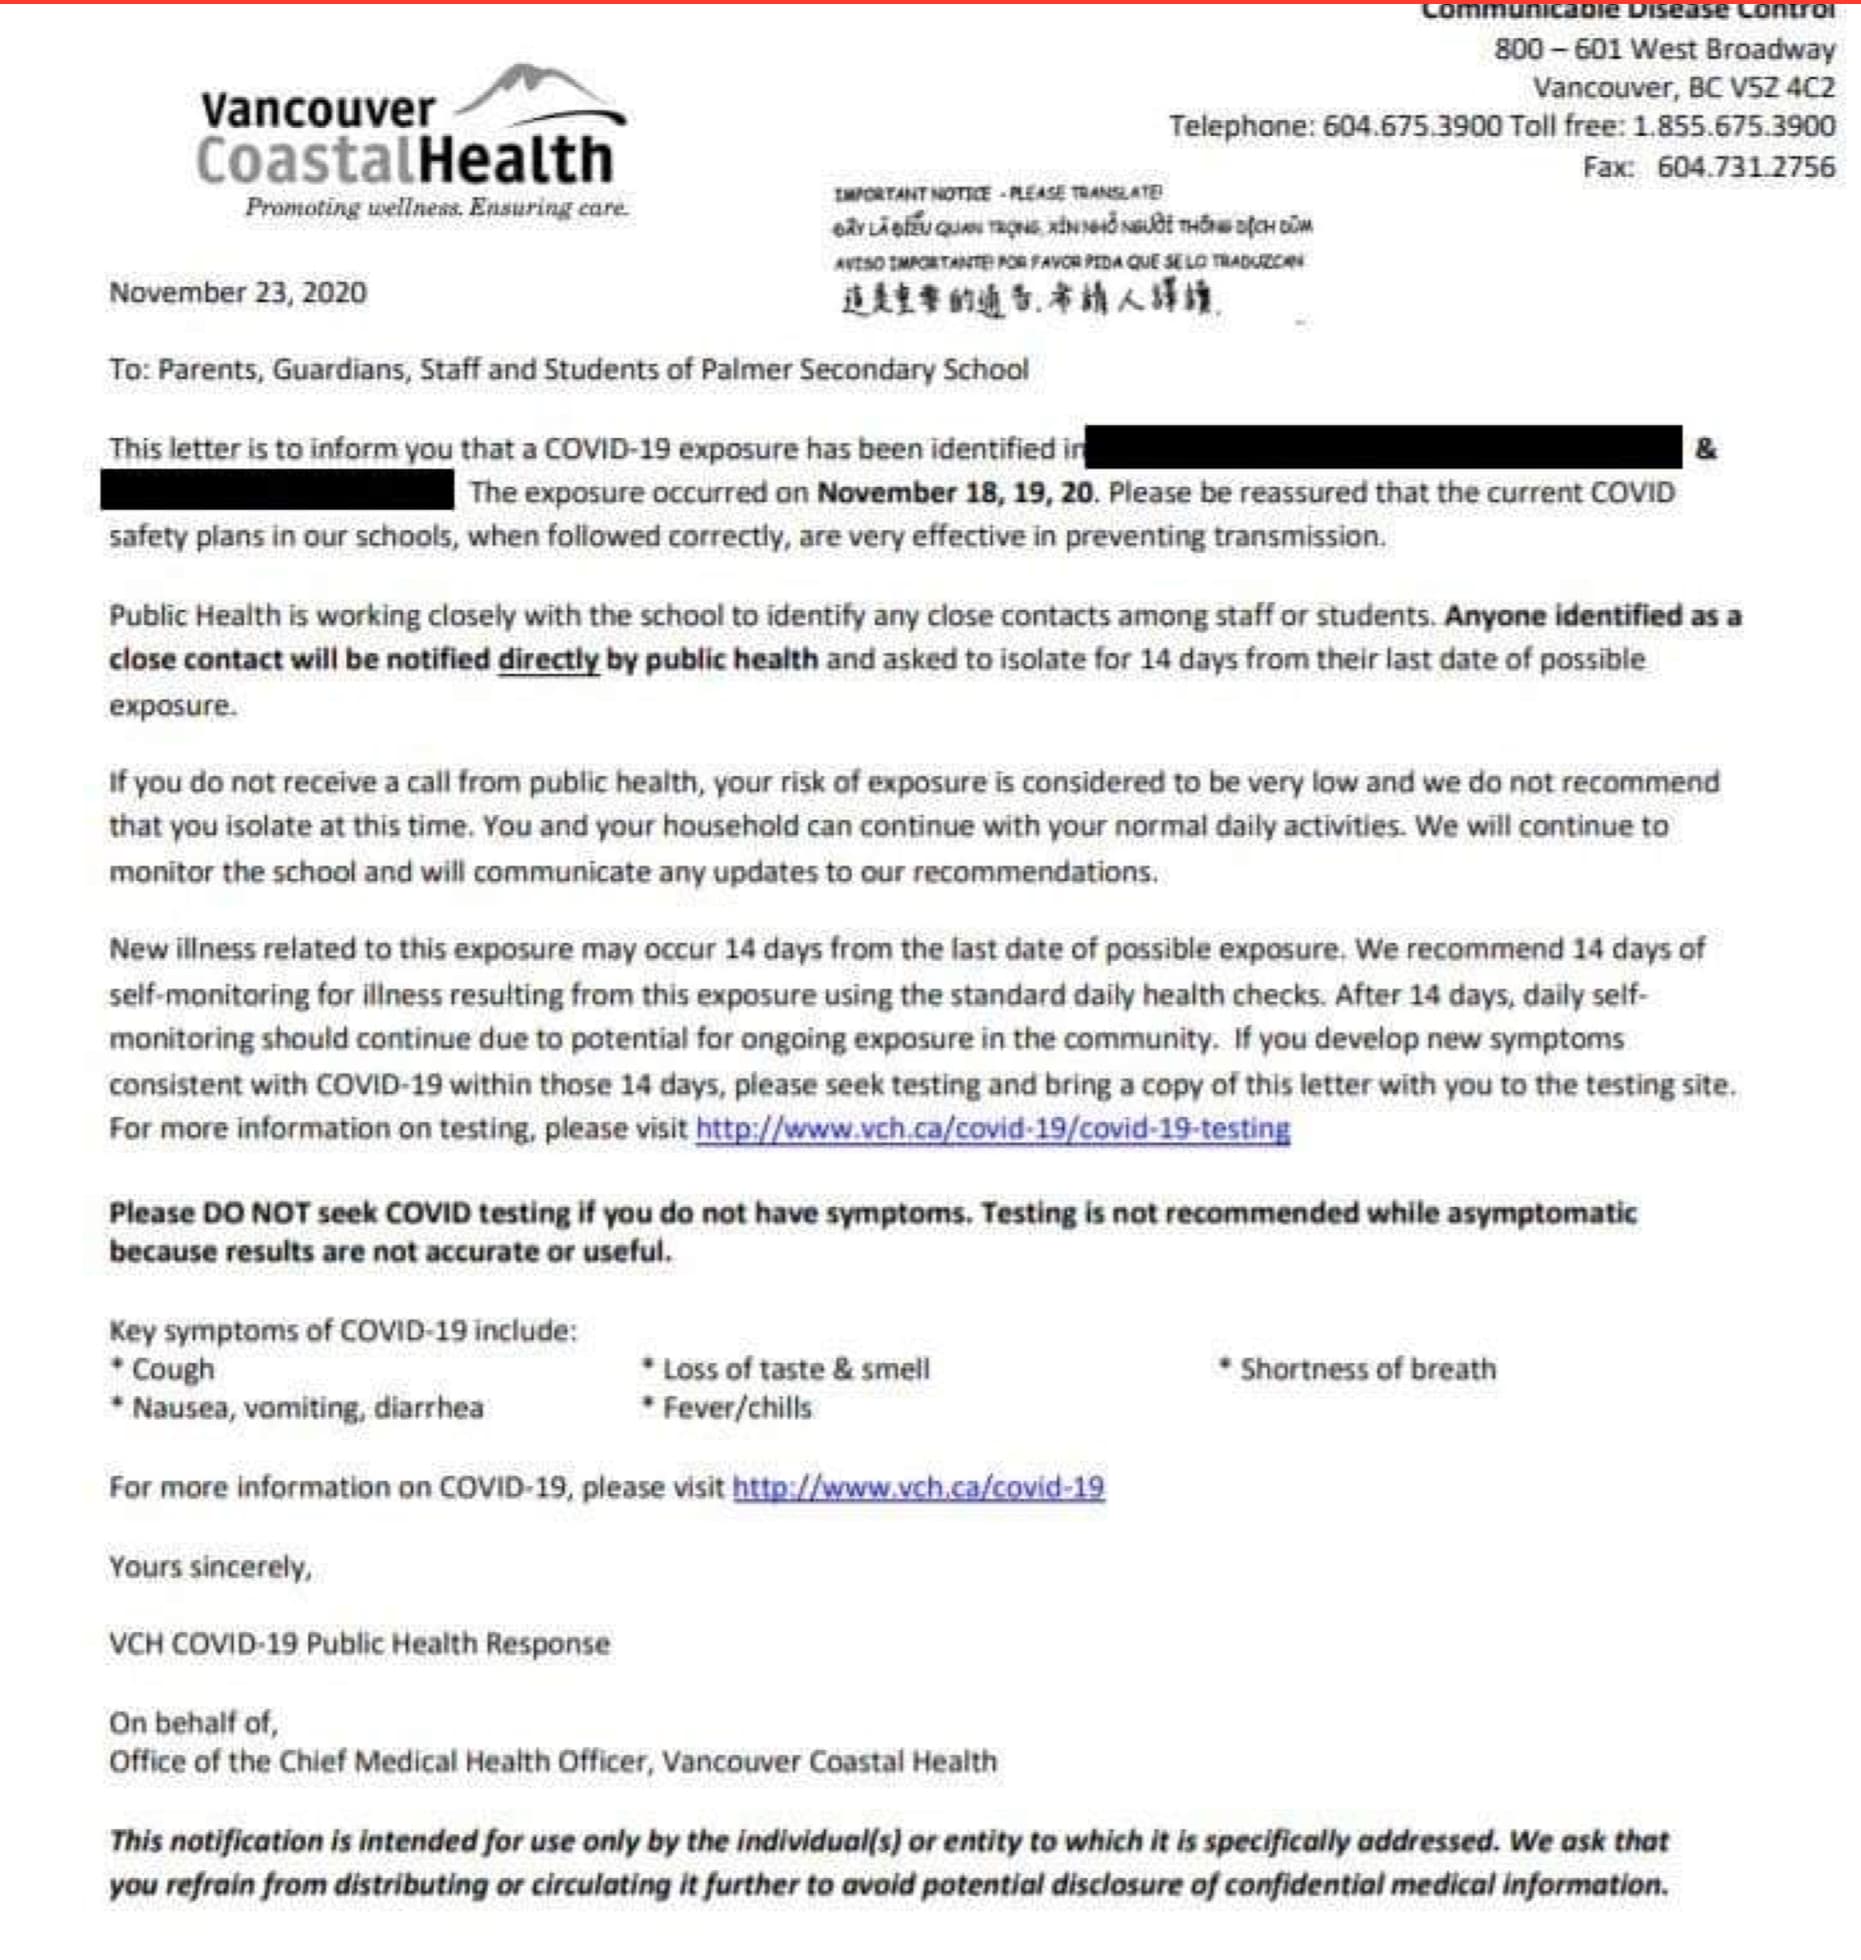 Communicable Disease Control
800 – 601 West Broadway
Vancouver, BC V5Z 4C2
Telephone: 604.675.3900 Toll free: 1.855.675.3900
Fax: 604.731.2756
Vancouver
CoastalHealth
Promoting wellness. Ensuring care.
IMPORTANT NOTICE - PLEASE TRANSLATE!
ĐÂY LÀ ĐIỀU QUAN TRỌNG, XIN NHỜ NGƯỜI THÔNG DỊCH DÙM
AVISO IMPORTANTE! POR FAVOR PIDA QUE SE LO TRADUZCAN
這是重要的通告.希請人譯讀.
November 23, 2020
To: Parents, Guardians, Staff and Students of Palmer Secondary School
This letter is to inform you that a COVID-19 exposure has been identified in &
The exposure occurred on November 18, 19, 20. Please be reassured that the current COVID
safety plans in our schools, when followed correctly, are very effective in preventing transmission.
Public Health is working closely with the school to identify any close contacts among staff or students. Anyone identified as a
close contact will be notified directly by public health and asked to isolate for 14 days from their last date of possible
exposure.
If you do not receive a call from public health, your risk of exposure is considered to be very low and we do not recommend
that you isolate at this time. You and your household can continue with your normal daily activities. We will continue to
monitor the school and will communicate any updates to our recommendations.
New illness related to this exposure may occur 14 days from the last date of possible exposure. We recommend 14 days of
self-monitoring for illness resulting from this exposure using the standard daily health checks. After 14 days, daily self-
monitoring should continue due to potential for ongoing exposure in the community. If you develop new symptoms
consistent with COVID-19 within those 14 days, please seek testing and bring a copy of this letter with you to the testing site.
For more information on testing, please visit http://www.vch.ca/covid-19/covid-19-testing
Please DO NOT seek COVID testing if you do not have symptoms. Testing is not recommended while asymptomatic
because results are not accurate or useful.
Key symptoms of COVID-19 include:
* Cough * Loss of taste & smell * Shortness of breath
* Nausea, vomiting, diarrhea * Fever/chills
For more information on COVID-19, please visit http://www.vch.ca/covid-19
Yours sincerely,
VCH COVID-19 Public Health Response
On behalf of,
Office of the Chief Medical Health Officer, Vancouver Coastal Health
This notification is intended for use only by the individual(s) or entity to which it is specifically addressed. We ask that
you refrain from distributing or circulating it further to avoid potential disclosure of confidential medical information.